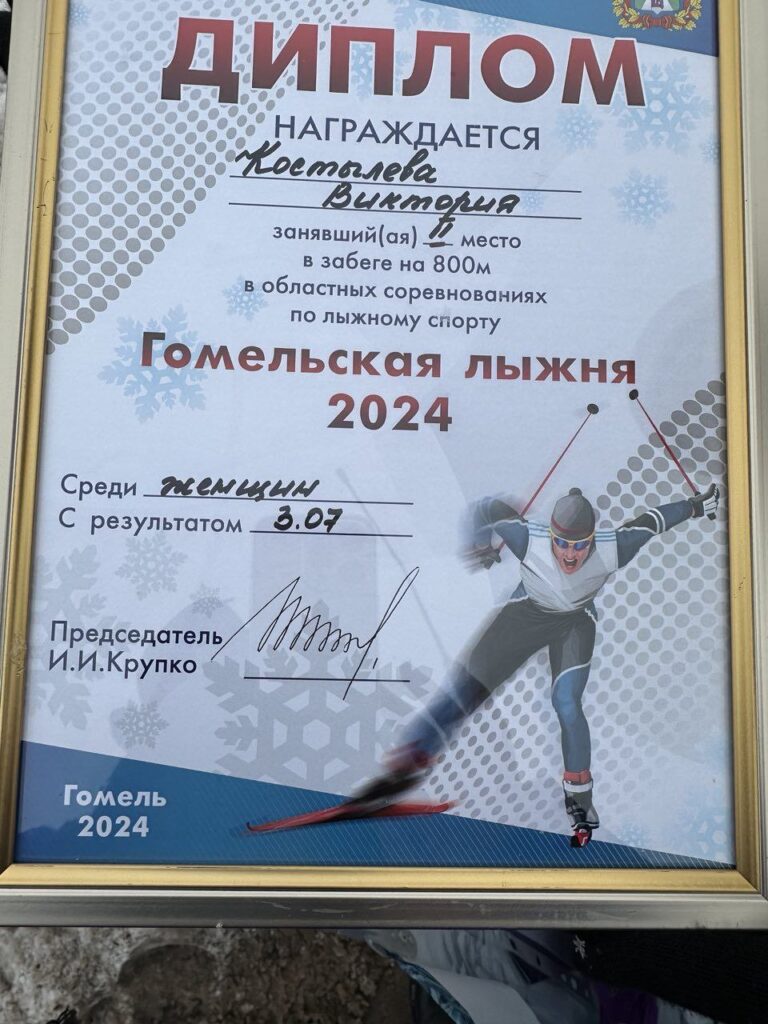 ДИПЛОМ
НАГРАЖДАЕТСЯ
Костылева
Виктория
занявший(ая) II место
в забеге на 800м
в областных соревнованиях
по лыжному спорту
Гомельская лыжня
2024
Среди женщин
С результатом 3.07
Председатель
И.И.Крупко
Гомель
2024